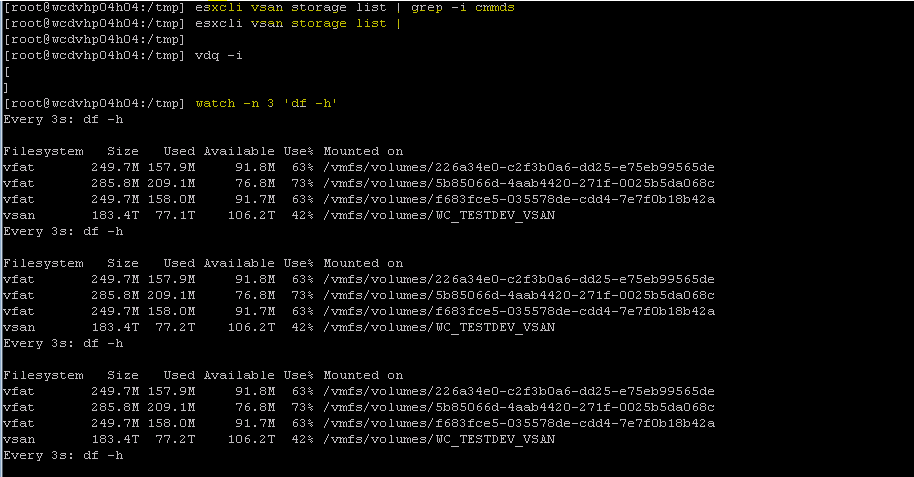 [root@wcdvhp04h04:/tmp] esxcli vsan storage list | grep -i cmmds
[root@wcdvhp04h04:/tmp] esxcli vsan storage list |
[root@wcdvhp04h04:/tmp]
[root@wcdvhp04h04:/tmp] vdq -i
[
]
[root@wcdvhp04h04:/tmp] watch -n 3 'df -h'
Every 3s: df -h
Filesystem Size Used Available Use% Mounted on
vfat 249.7M 157.9M 91.8M 63% /vmfs/volumes/226a34e0-c2f3b0a6-dd25-e75eb99565de
vfat 285.8M 209.1M 76.8M 73% /vmfs/volumes/5b85066d-4aab4420-271f-0025b5da068c
vfat 249.7M 158.0M 91.7M 63% /vmfs/volumes/f683fce5-035578de-cdd4-7e7f0b18b42a
vsan 183.4T 77.1T 106.2T 42% /vmfs/volumes/WC_TESTDEV_VSAN
Every 3s: df -h
Filesystem Size Used Available Use% Mounted on
vfat 249.7M 157.9M 91.8M 63% /vmfs/volumes/226a34e0-c2f3b0a6-dd25-e75eb99565de
vfat 285.8M 209.1M 76.8M 73% /vmfs/volumes/5b85066d-4aab4420-271f-0025b5da068c
vfat 249.7M 158.0M 91.7M 63% /vmfs/volumes/f683fce5-035578de-cdd4-7e7f0b18b42a
vsan 183.4T 77.2T 106.2T 42% /vmfs/volumes/WC_TESTDEV_VSAN
Every 3s: df -h
Filesystem Size Used Available Use% Mounted on
vfat 249.7M 157.9M 91.8M 63% /vmfs/volumes/226a34e0-c2f3b0a6-dd25-e75eb99565de
vfat 285.8M 209.1M 76.8M 73% /vmfs/volumes/5b85066d-4aab4420-271f-0025b5da068c
vfat 249.7M 158.0M 91.7M 63% /vmfs/volumes/f683fce5-035578de-cdd4-7e7f0b18b42a
vsan 183.4T 77.2T 106.2T 42% /vmfs/volumes/WC_TESTDEV_VSAN
Every 3s: df -h